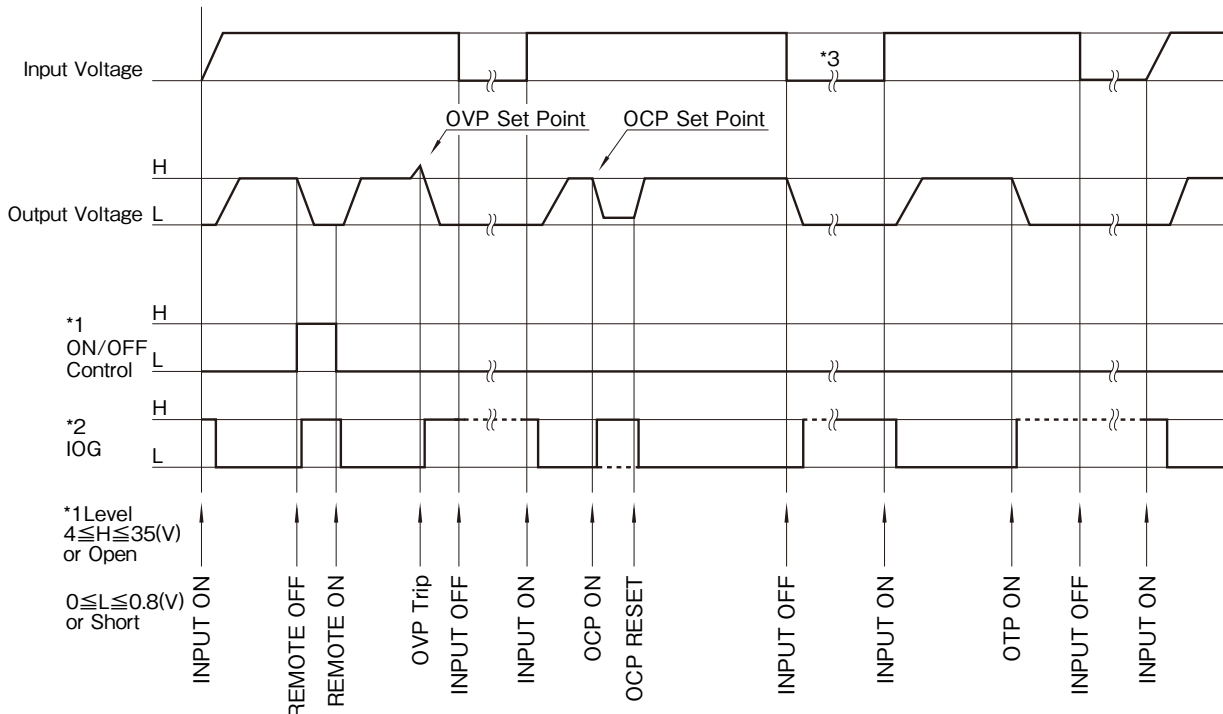 Input Voltage
*3
OVP Set Point
OCP Set Point
H
Output Voltage L
H
*1
ON/OFF
Control
L
H
*2
IOG
L
*1Level
4≦H≦35(V)
or Open
0≦L≦0.8(V)
or Short
INPUT ON
REMOTE OFF
REMOTE ON
OVP Trip
INPUT OFF
INPUT ON
OCP ON
OCP RESET
INPUT OFF
INPUT ON
OTP ON
INPUT OFF
INPUT ON